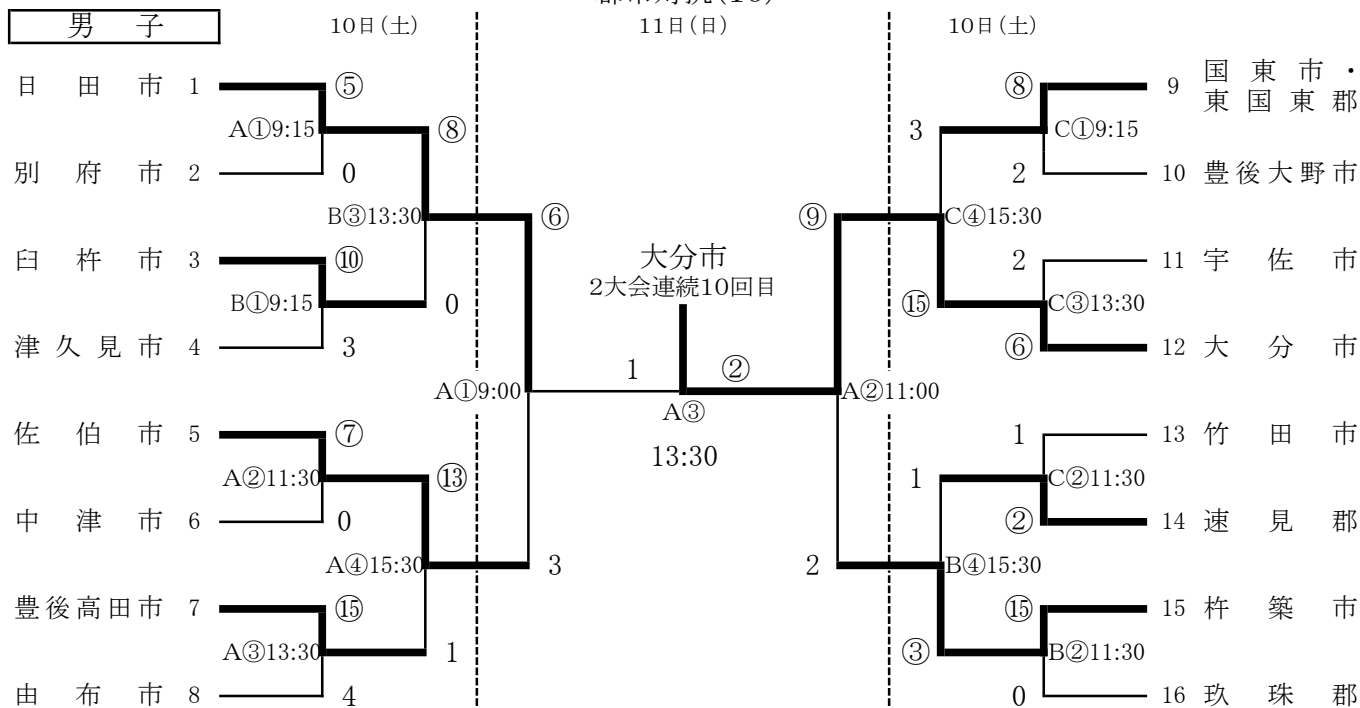 男子
10日(土)
11日(日)
10日(土)
日田市 1
⑤
A①9:15
⑧
別府市 2
0
B③13:30
⑥
臼杵市 3
⑩
B①9:15
0
津久見市 4
3
A①9:00
佐伯市 5
⑦
A②11:30
⑬
中津市 6
0
A④15:30
3
豊後高田市 7
⑮
A③13:30
1
由布市 8
4
大分市
2大会連続10回目
1
②
A③
13:30
⑧
9 国東市・
東国東郡
3
C①9:15
2
10 豊後大野市
⑨
C④15:30
2
11 宇佐市
⑮
C③13:30
⑥
12 大分市
A②11:00
1
13 竹田市
1
C②11:30
②
14 速見郡
2
B④15:30
⑮
15 杵築市
③
B②11:30
0
16 玖珠郡